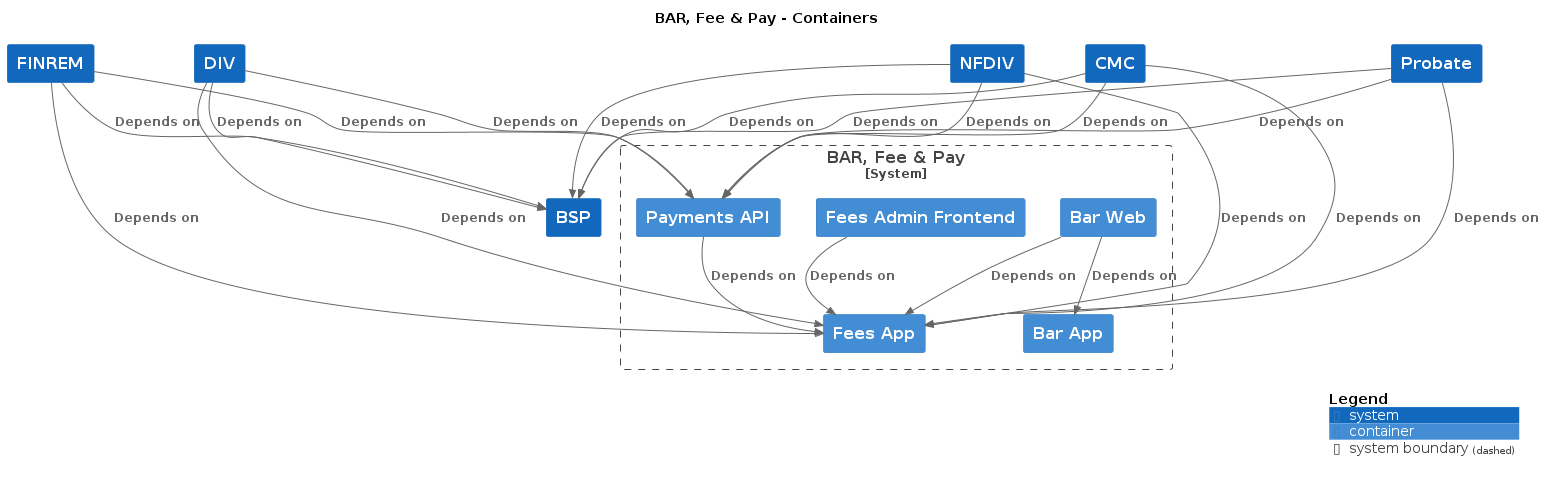 BAR, Fee & Pay - Containers
FINREM
DIV
NFDIV
CMC
Probate
Depends on
Depends on
Depends on
Depends on
Depends on
Depends on
Depends on
Depends on
Depends on
Depends on
BAR, Fee & Pay
[System]
BSP
Payments API
Fees Admin Frontend
Bar Web
Depends on
Depends on
Depends on
Depends on
Depends on
Depends on
Depends on
Depends on
Depends on
Fees App
Bar App
Legend
system
container
system boundary (dashed)